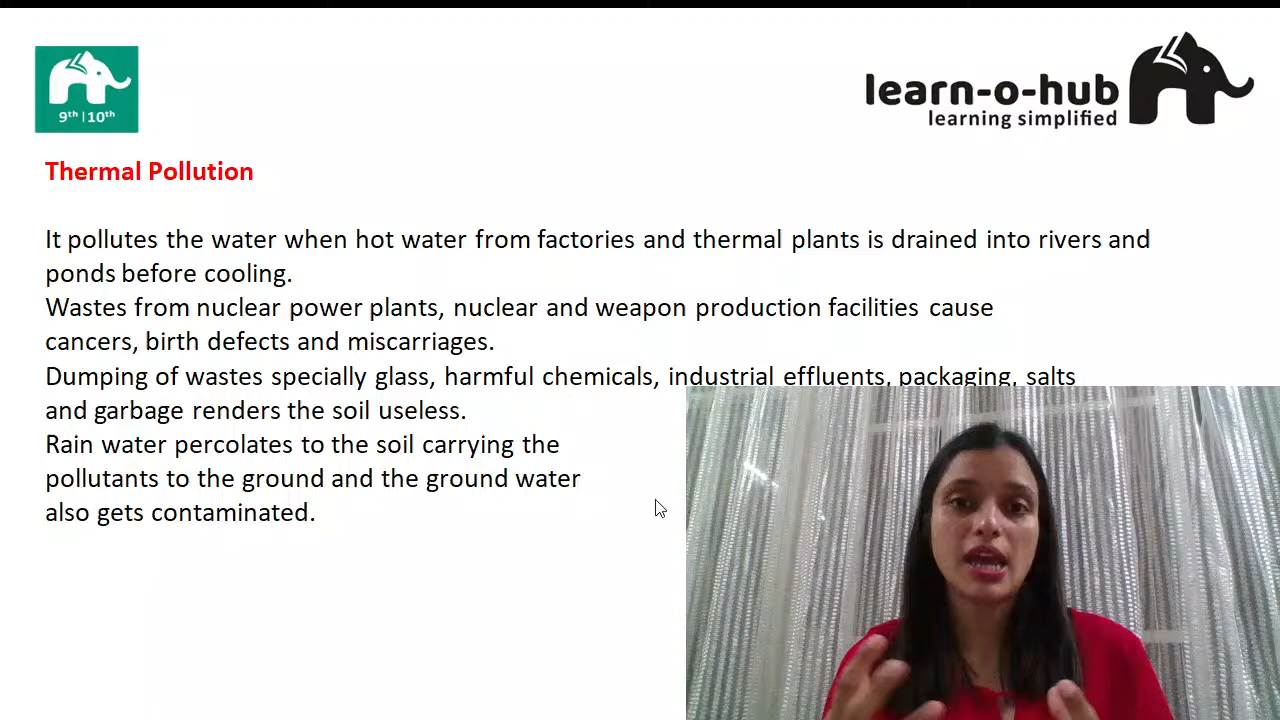 9th | 10th
learn-o-hub
learning simplified
Thermal Pollution
It pollutes the water when hot water from factories and thermal plants is drained into rivers and
ponds before cooling.
Wastes from nuclear power plants, nuclear and weapon production facilities cause
cancers, birth defects and miscarriages.
Dumping of wastes specially glass, harmful chemicals, industrial effluents, packaging, salts
and garbage renders the soil useless.
Rain water percolates to the soil carrying the
pollutants to the ground and the ground water
also gets contaminated.